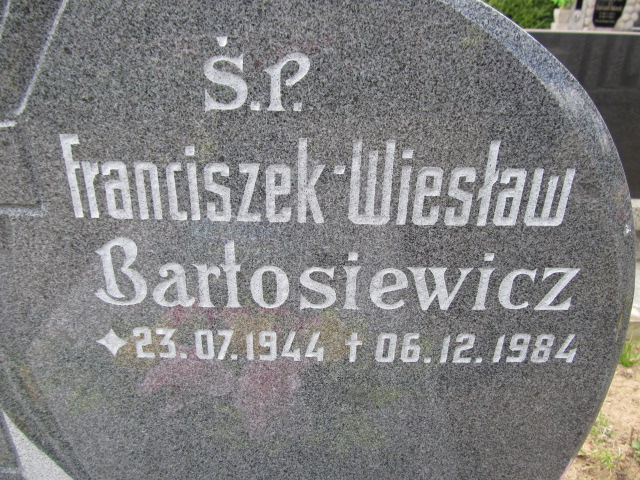 Ś.P.
Franciszek-Wiesław
Bartosiewicz
✦23.07.1944 † 06.12.1984